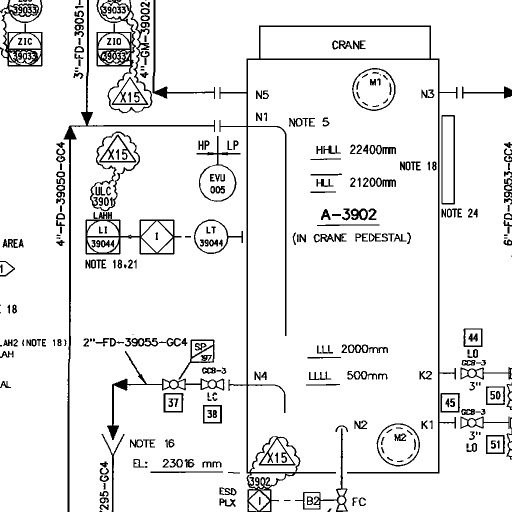 39033
39033
ZIC
39033
ZIO
39033
3"-FD-39051-
4"-GM-39002
X15
CRANE
M1
N5
N3
N1
NOTE 5
HHLL 22400mm
HLL 21200mm
NOTE 18
NOTE 24
A-3902
(IN CRANE PEDESTAL)
X15
HP
LP
EVU
005
ULC
3901
LAHH
LI
39044
I
LT
39044
NOTE 18,21
4"-FD-39050-GC4
6"-FD-39053-GC4
AREA
18
LAH2 (NOTE 18)
LAH
AL
2"-FD-39055-GC4
SP
397
GCB-3
37
LC
38
N4
LLL 2000mm
LLLL 500mm
44
LO
GCB-3
K2
3"
50
45
GCB-3
K1
3"
LO
51
N2
M2
NOTE 16
EL: 23016 mm
X15
3902
ESD
PLX
I
B2
FC
295-GC4